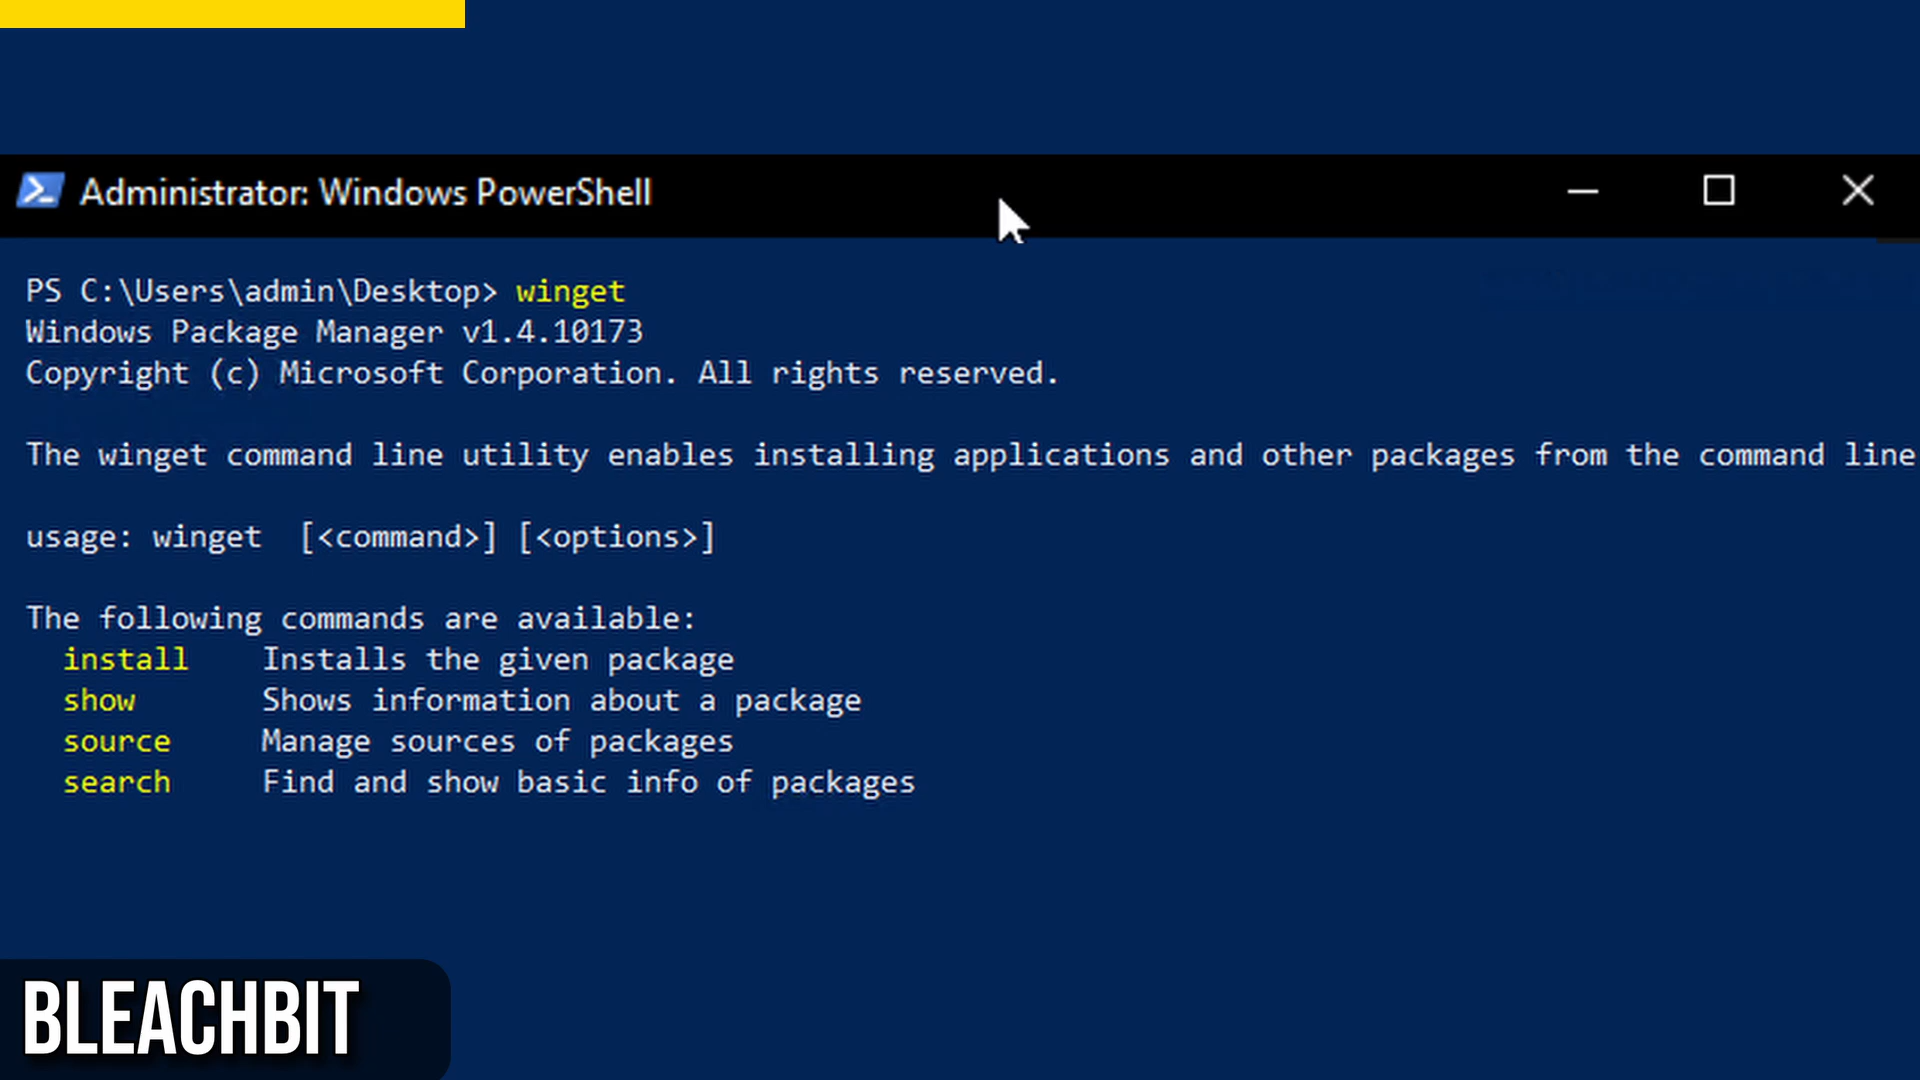 Administrator: Windows PowerShell
PS C:\Users\admin\Desktop> winget
Windows Package Manager v1.4.10173
Copyright (c) Microsoft Corporation. All rights reserved.
The winget command line utility enables installing applications and other packages from the command line
usage: winget  [<command>] [<options>]
The following commands are available:
install    Installs the given package
show       Shows information about a package
source     Manage sources of packages
search     Find and show basic info of packages
BLEACHBIT